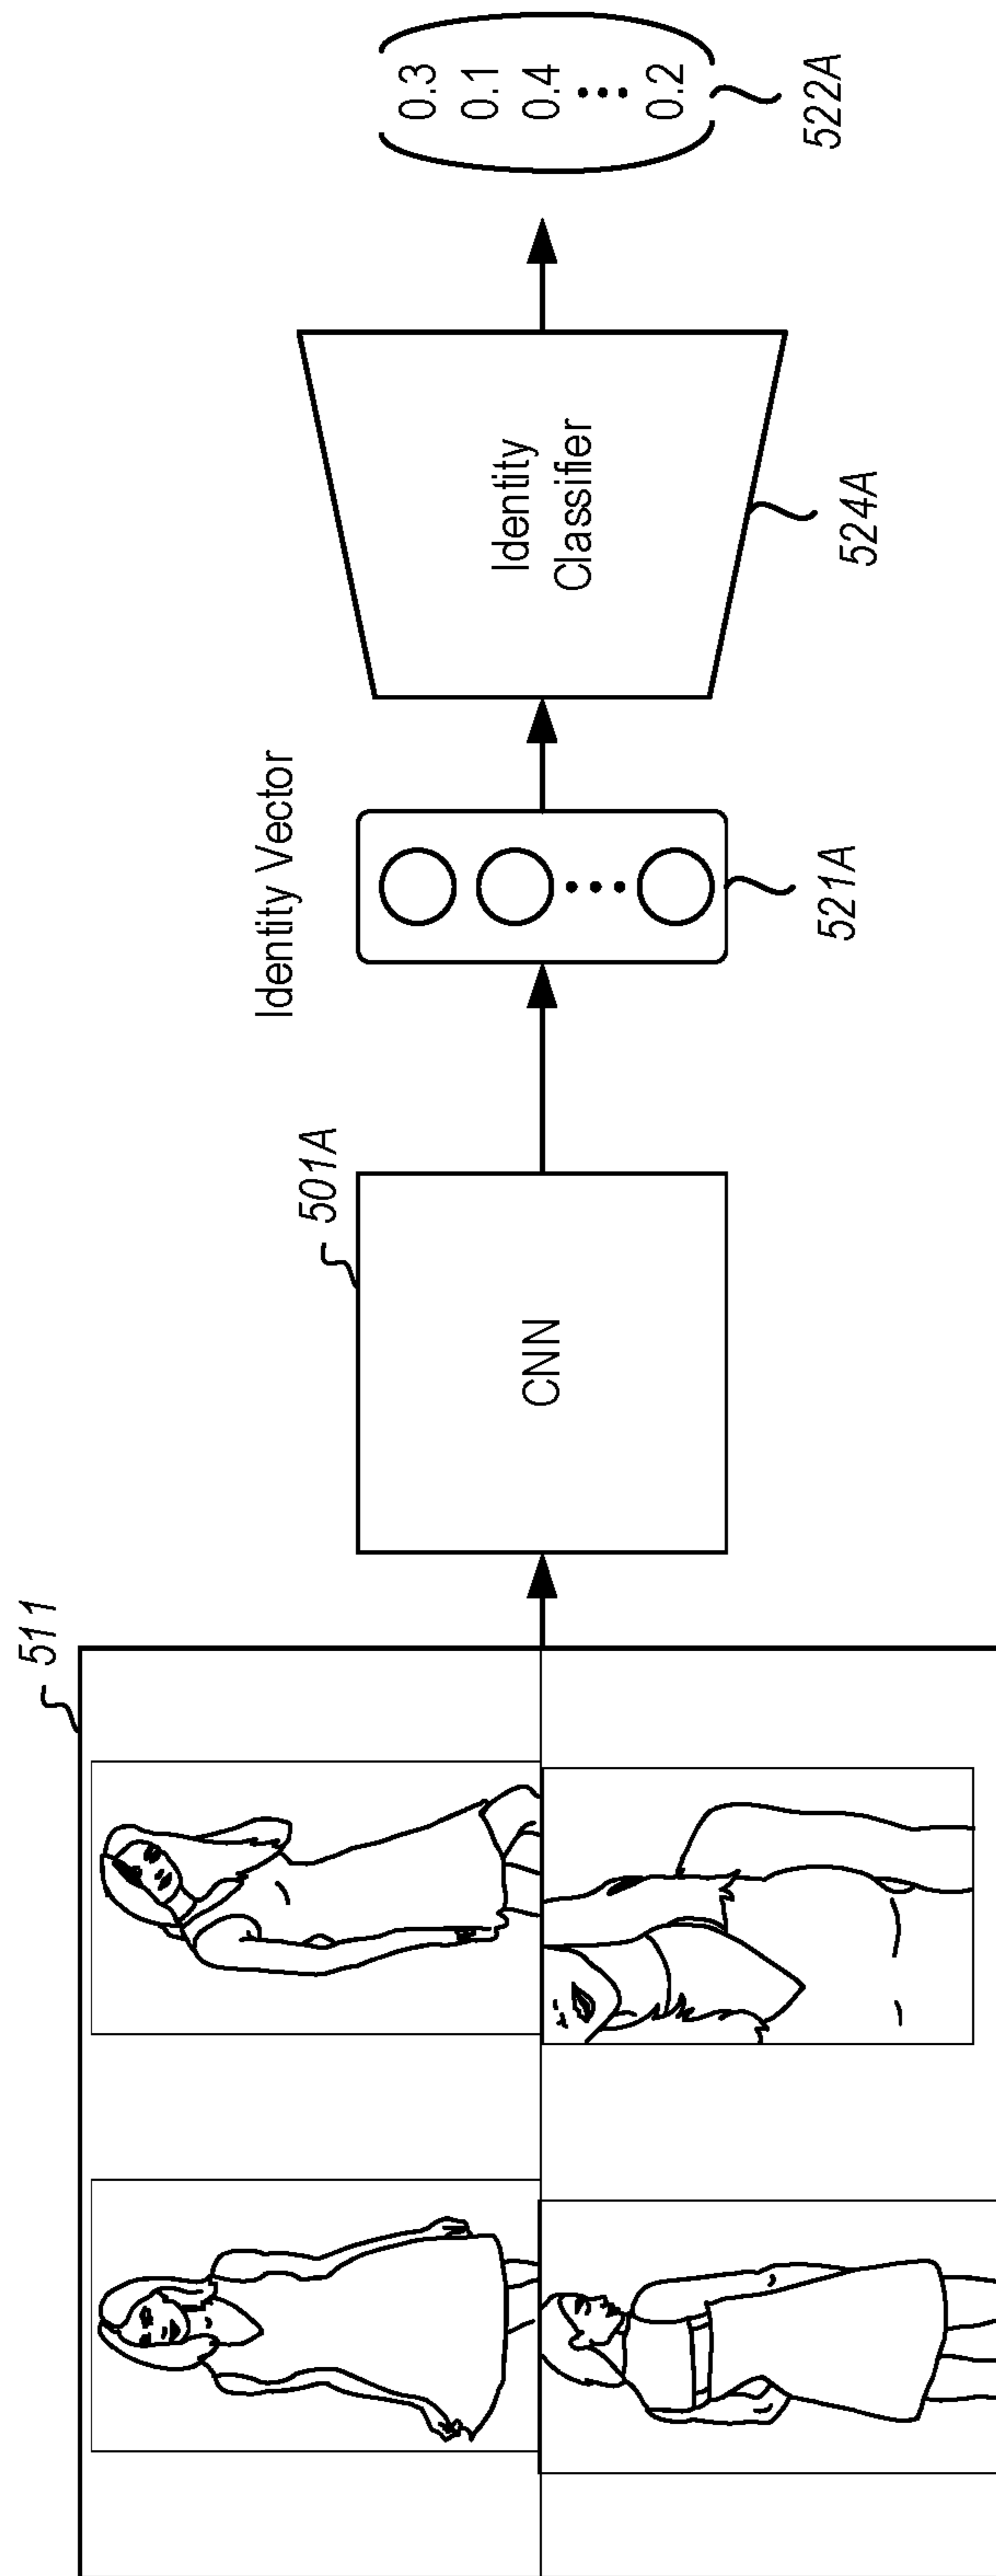 511
CNN
501A
Identity Vector
521A
Identity
Classifier
524A
0.3
0.1
0.4
0.2
522A